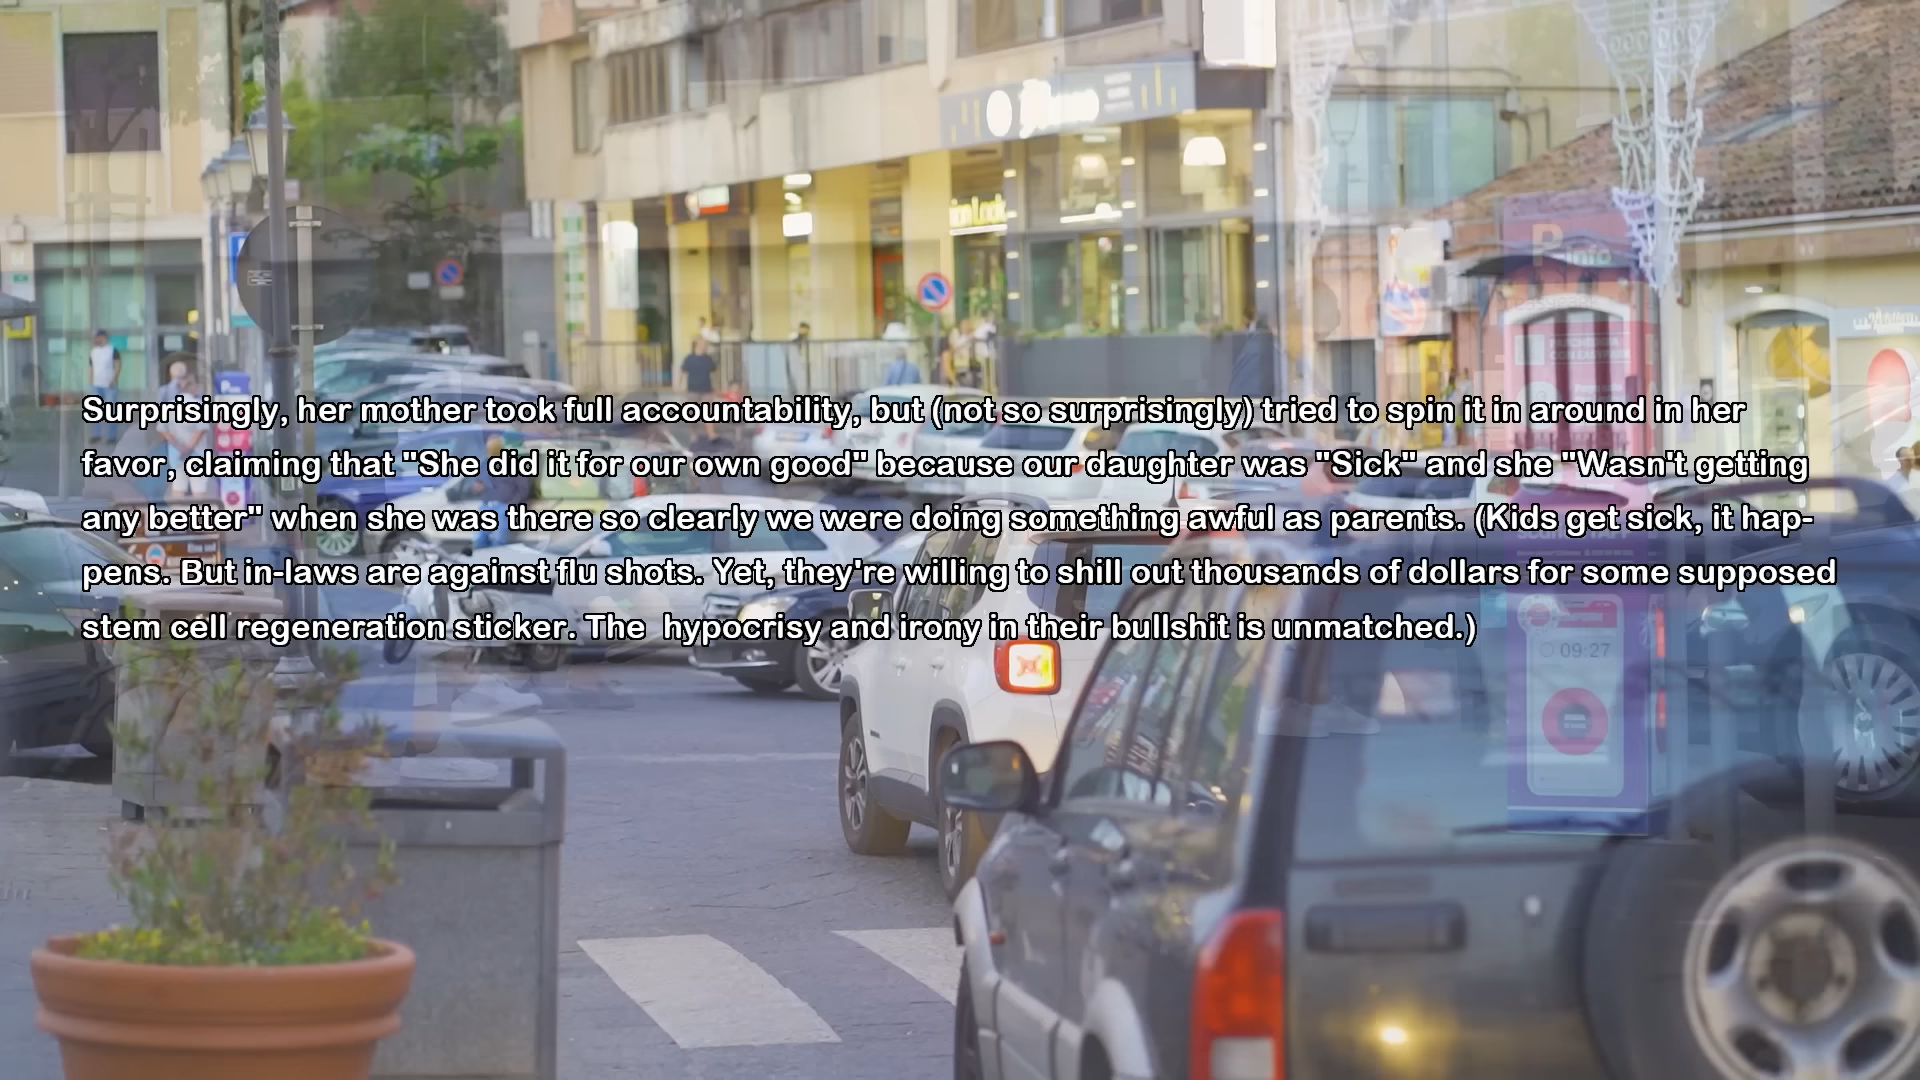 Surprisingly, her mother took full accountability, but (not so surprisingly) tried to spin it in around in her
favor, claiming that "She did it for our own good" because our daughter was "Sick" and she "Wasn't getting
any better" when she was there so clearly we were doing something awful as parents. (Kids get sick, it hap-
pens. But in-laws are against flu shots. Yet, they're willing to shill out thousands of dollars for some supposed
stem cell regeneration sticker. The  hypocrisy and irony in their bullshit is unmatched.)
P
info
09:27